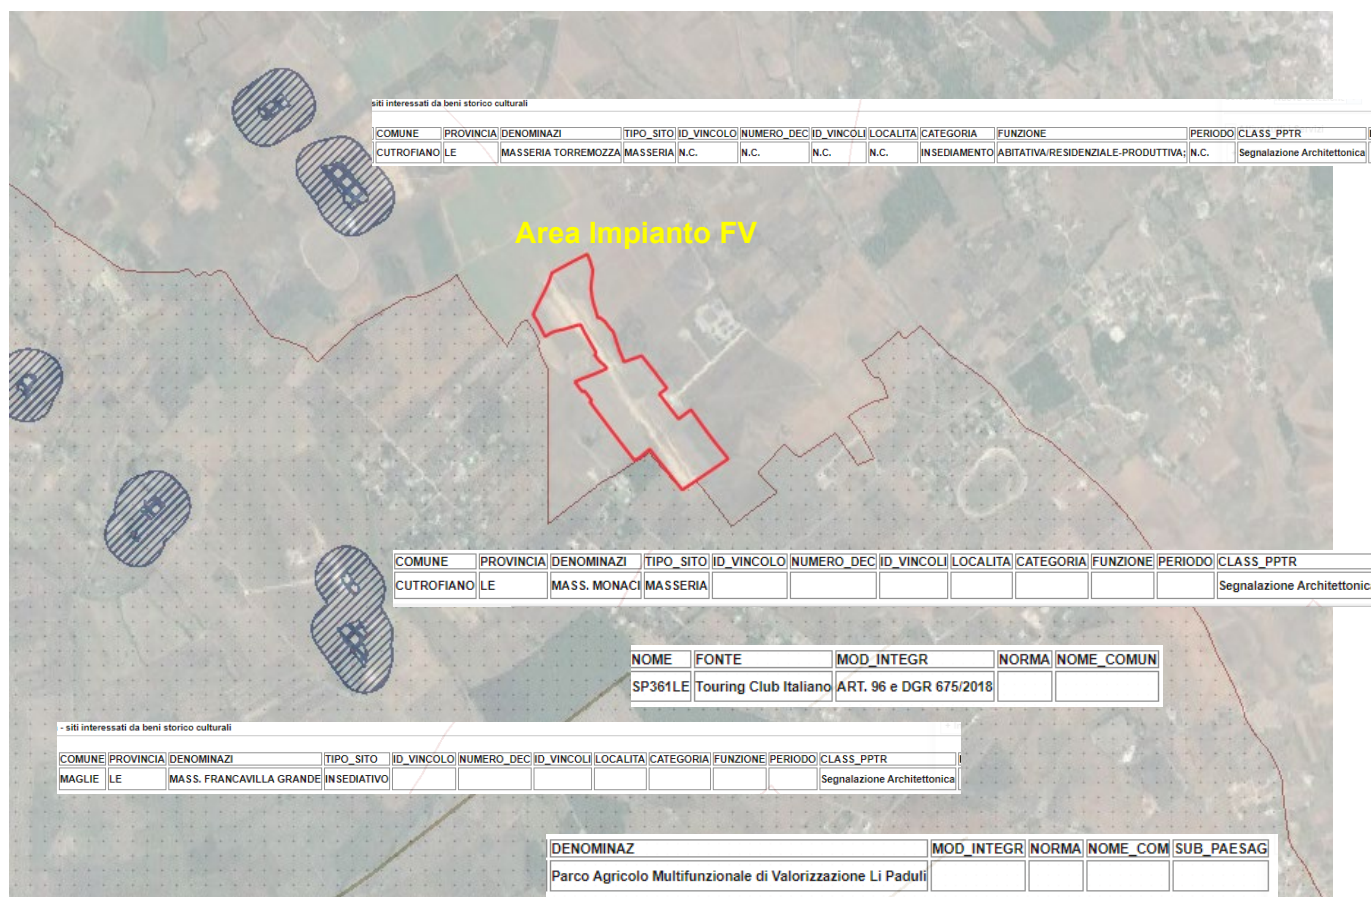 siti interessati da beni storico culturali
COMUNE PROVINCIA DENOMINAZI TIPO_SITO ID_VINCOLO NUMERO_DEC ID_VINCOLI LOCALITA CATEGORIA FUNZIONE PERIODO CLASS_PPTR
CUTROFIANO LE MASSERIA TORREMOZZA MASSERIA N.C. N.C. N.C. N.C. INSEDIAMENTO ABITATIVA/RESIDENZIALE-PRODUTTIVA; N.C. Segnalazione Architettonica
Area Impianto FV
COMUNE PROVINCIA DENOMINAZI TIPO_SITO ID_VINCOLO NUMERO_DEC ID_VINCOLI LOCALITA CATEGORIA FUNZIONE PERIODO CLASS_PPTR
CUTROFIANO LE MASS. MONACI MASSERIA Segnalazione Architettonic
NOME FONTE MOD_INTEGR NORMA NOME_COMUN
SP361LE Touring Club Italiano ART. 96 e DGR 675/2018
- siti interessati da beni storico culturali
COMUNE PROVINCIA DENOMINAZI TIPO_SITO ID_VINCOLO NUMERO_DEC ID_VINCOLI LOCALITA CATEGORIA FUNZIONE PERIODO CLASS_PPTR
MAGLIE LE MASS. FRANCAVILLA GRANDE INSEDIATIVO Segnalazione Architettonica
DENOMINAZ MOD_INTEGR NORMA NOME_COM SUB_PAESAG
Parco Agricolo Multifunzionale di Valorizzazione Li Paduli